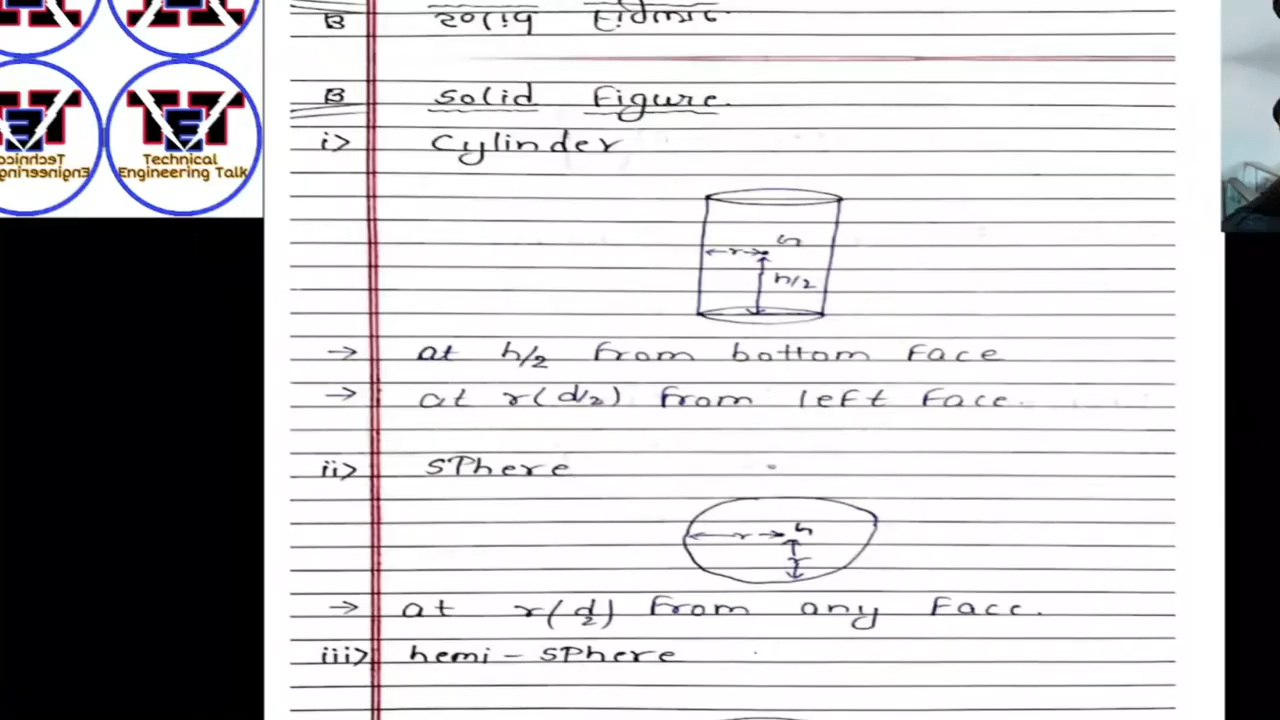 B Solid Figure.
i> Cylinder
G
r
h/2
→ at h/2 from bottom face
→ at r(d/2) from left face.
ii> SPhere
r G
r
→ at r(d/2) from any Face.
iii> hemi - SPhere
TET
Technical
Engineering Talk